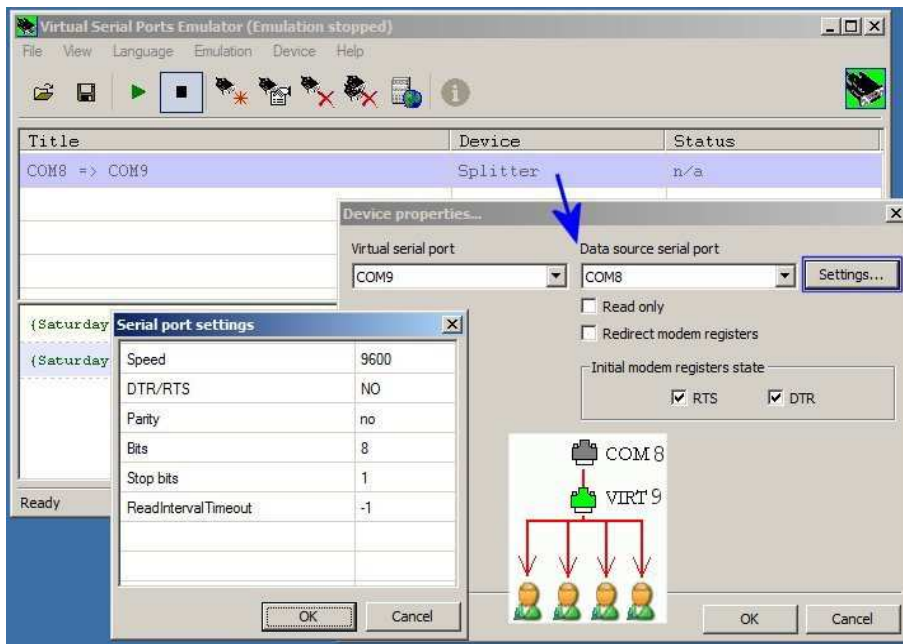 Virtual Serial Ports Emulator (Emulation stopped)
File View Language Emulation Device Help
Title Device Status
COM8 => COM9 Splitter n/a
Device properties...
Virtual serial port Data source serial port
COM9 COM8 Settings...
Read only
Redirect modem registers
Initial modem registers state
RTS DTR
{Saturday
{Saturday
Serial port settings
Speed 9600
DTR/RTS NO
Parity no
Bits 8
Stop bits 1
ReadIntervalTimeout -1
OK Cancel
COM 8
VIRT 9
Ready
OK Cancel